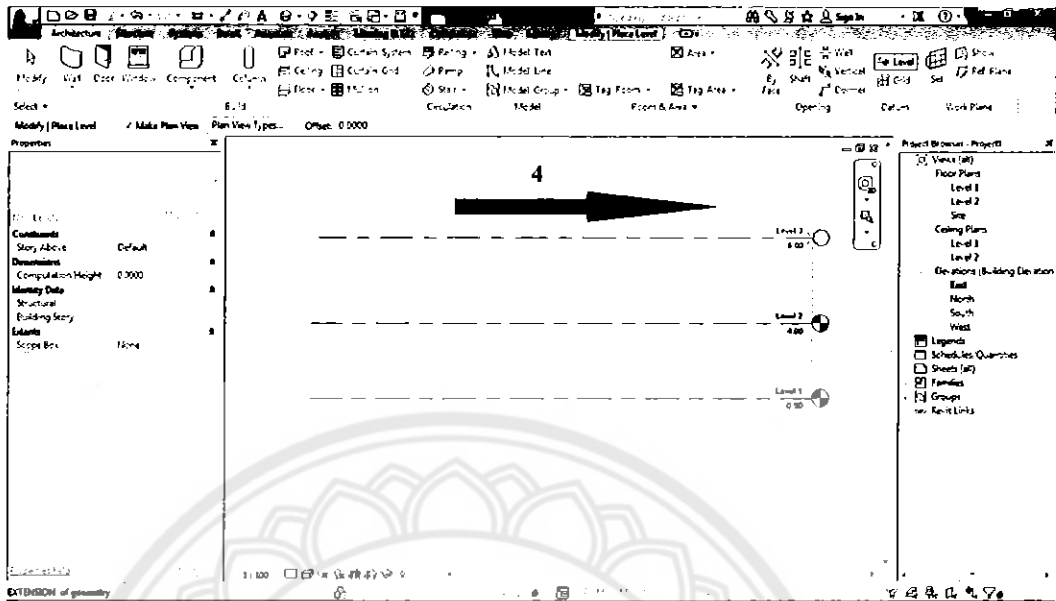 Sign In
Architecture
Modify | Place Level
Modify
Wall
Door
Window
Component
Column
Roof
Ceiling
Floor
Curtain System
Curtain Grid
Mullion
Railing
Ramp
Stair
Model Text
Model Line
Model Group
Tag Room
Area
Tag Area
By Face
Shaft
Wall
Vertical
Dormer
Level
Grid
Set
Show
Ref Plane
Select
Build
Circulation
Model
Room & Area
Opening
Datum
Work Plane
Modify | Place Level
Make Plan View
Plan View Types...
Offset: 0.0000
Properties
Constraints
Story Above Default
Dimensions
Computation Height 0.0000
Identity Data
Structural
Building Story
Extents
Scope Box None
4
Level 2
4.00
Level 1
0.00
1 : 100
Project Browser - Project1
Views (all)
Floor Plans
Level 1
Level 2
Site
Ceiling Plans
Level 1
Level 2
Elevations (Building Elevation
East
North
South
West
Legends
Schedules/Quantities
Sheets (all)
Families
Groups
Revit Links
EXTENSION of geometry